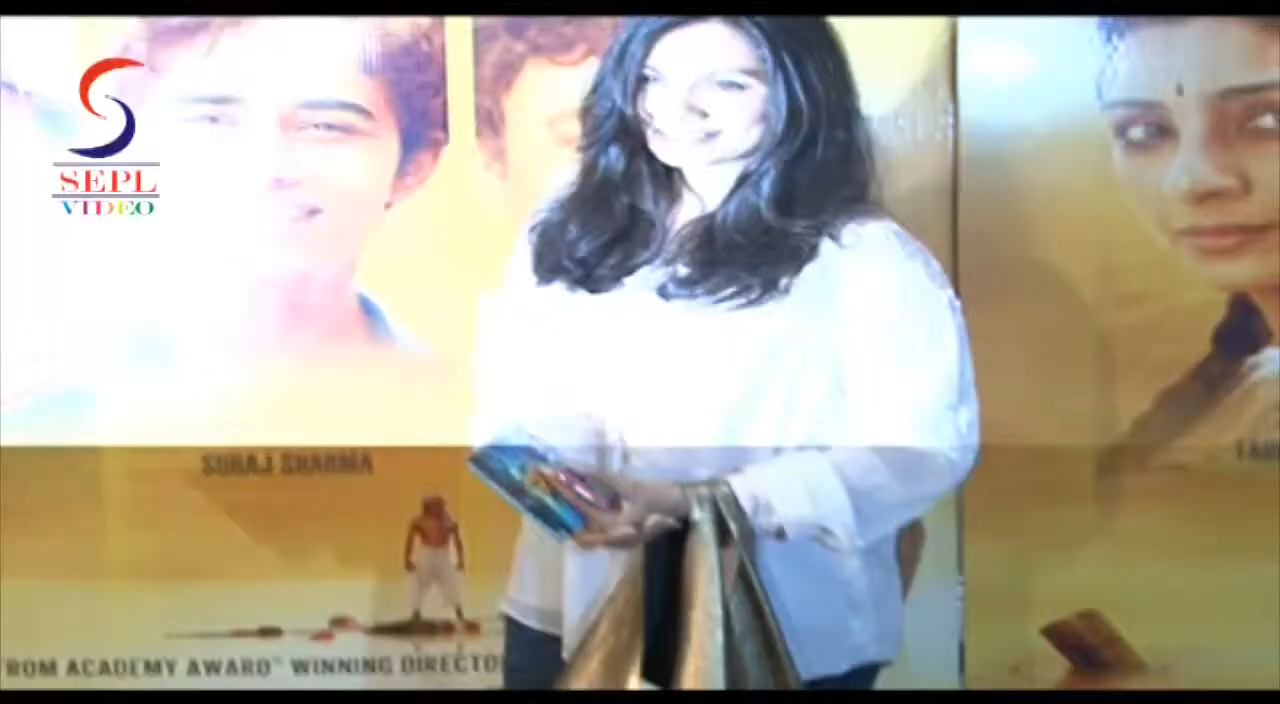 SEPL
VIDEO
SURAJ SHARMA
ROM ACADEMY AWARD™ WINNING DIRECTO